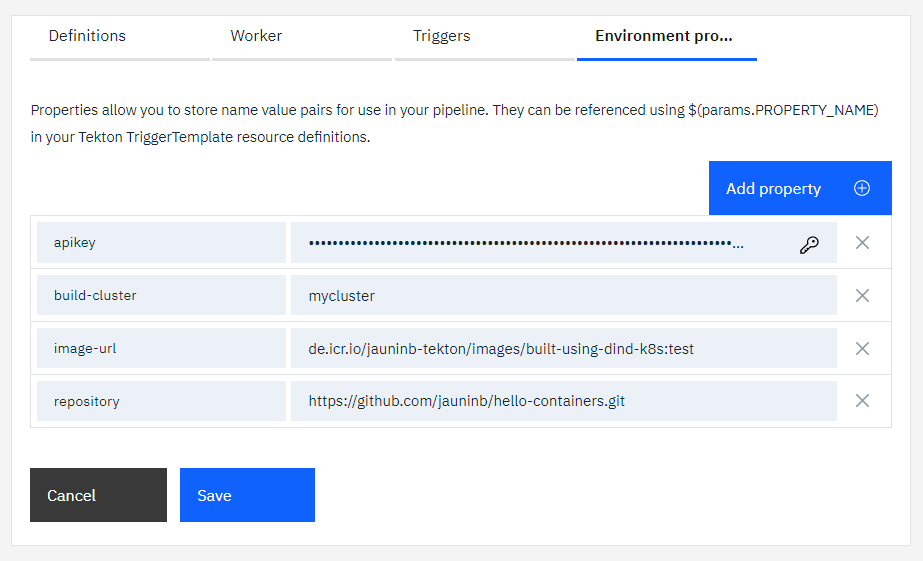 Definitions Worker Triggers Environment pro...
Properties allow you to store name value pairs for use in your pipeline. They can be referenced using $(params.PROPERTY_NAME)
in your Tekton TriggerTemplate resource definitions.
Add property
apikey
build-cluster mycluster
image-url de.icr.io/jauninb-tekton/images/built-using-dind-k8s:test
repository https://github.com/jauninb/hello-containers.git
Cancel Save